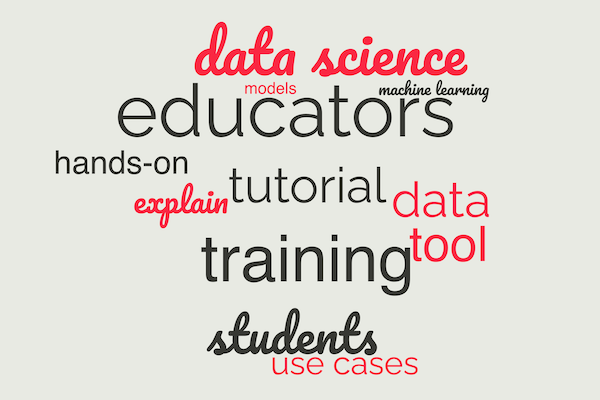 data science
models
machine learning
educators
hands-on
tutorial
explain
data
tool
training
students
use cases